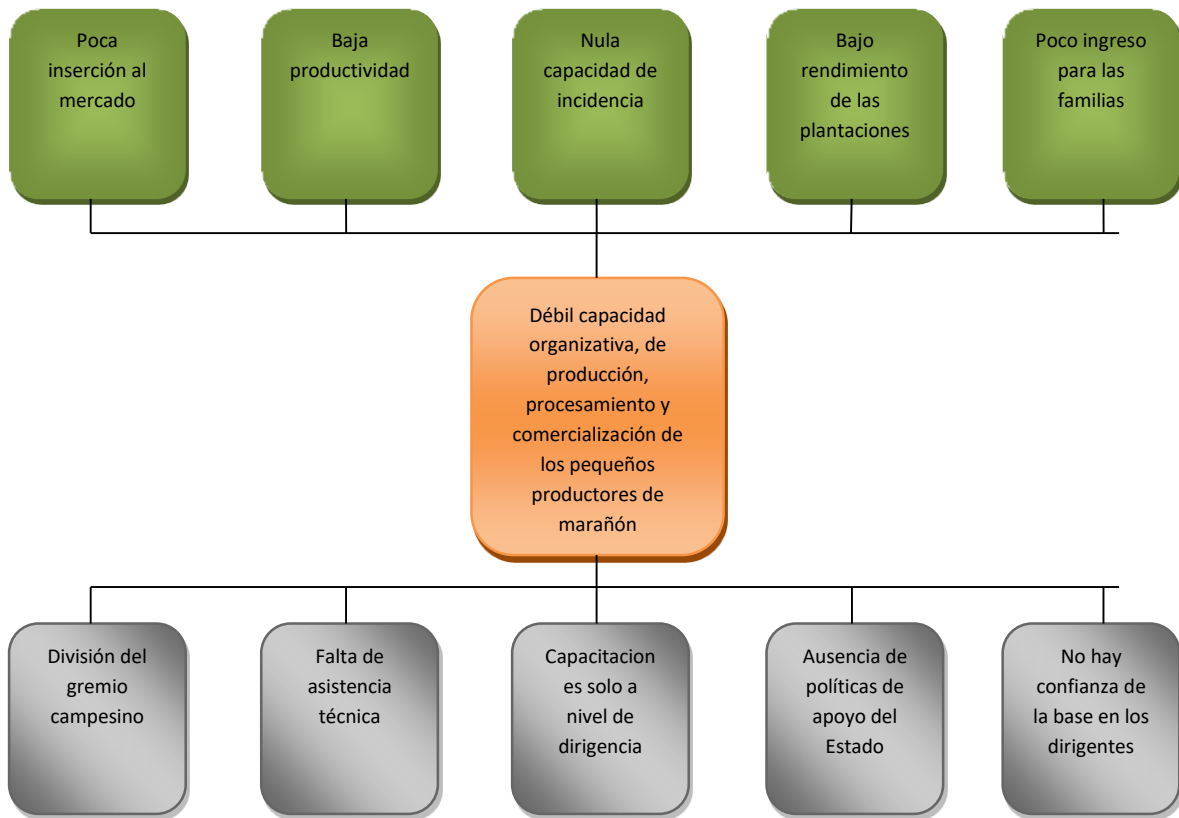 Poca
inserción al
mercado
Baja
productividad
Nula
capacidad de
incidencia
Bajo
rendimiento
de las
plantaciones
Poco ingreso
para las
familias
Débil capacidad
organizativa, de
producción,
procesamiento y
comercialización de
los pequeños
productores de
marañón
División del
gremio
campesino
Falta de
asistencia
técnica
Capacitacion
es solo a
nivel de
dirigencia
Ausencia de
políticas de
apoyo del
Estado
No hay
confianza de
la base en los
dirigentes